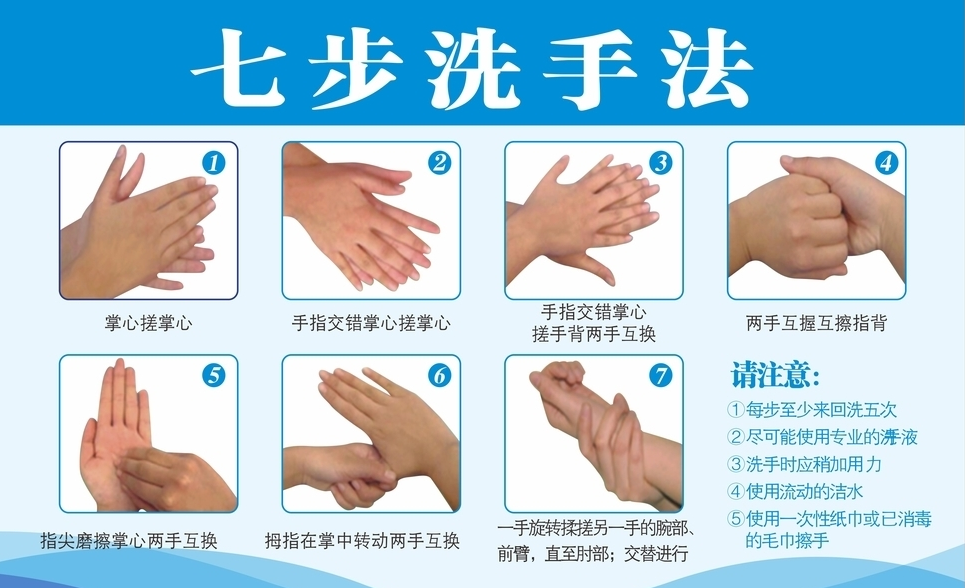 七步洗手法
1
2
3
4
掌心搓掌心
手指交错掌心搓掌心
手指交错掌心
搓手背两手互换
两手互握互擦指背
5
6
7
指尖磨擦掌心两手互换
拇指在掌中转动两手互换
一手旋转揉搓另一手的腕部、
前臂，直至肘部；交替进行
请注意：
①每步至少来回洗五次
②尽可能使用专业的洗手液
③洗手时应稍加用力
④使用流动的洁水
⑤使用一次性纸巾或已消毒
的毛巾擦手